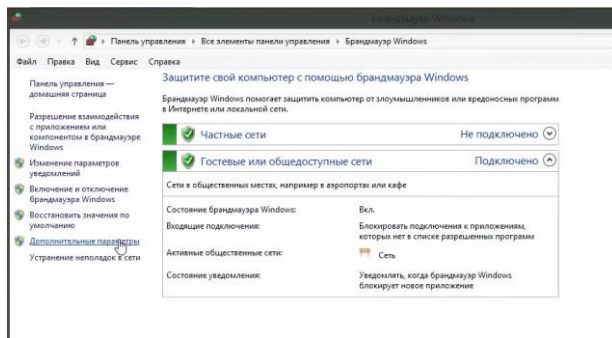 Брандмауэр Windows
Панель управления
Все элементы панели управления
Брандмауэр Windows
Файл Правка Вид Сервис Справка
Панель управления —
домашняя страница
Разрешение взаимодействия
с приложением или
компонентом в брандмауэре
Windows
Изменение параметров
уведомлений
Включение и отключение
брандмауэра Windows
Восстановить значения по
умолчанию
Дополнительные параметры
Устранение неполадок в сети
Защитите свой компьютер с помощью брандмауэра Windows
Брандмауэр Windows помогает защитить компьютер от злоумышленников или вредоносных программ
в Интернете или локальной сети.
Частные сети Не подключено
Гостевые или общедоступные сети Подключено
Сети в общественных местах, например в аэропортах или кафе
Состояние брандмауэра Windows: Вкл.
Входящие подключения: Блокировать подключения к приложениям,
которых нет в списке разрешенных программ
Активные общественные сети: Сеть
Состояние уведомления: Уведомлять, когда брандмауэр Windows
блокирует новое приложение